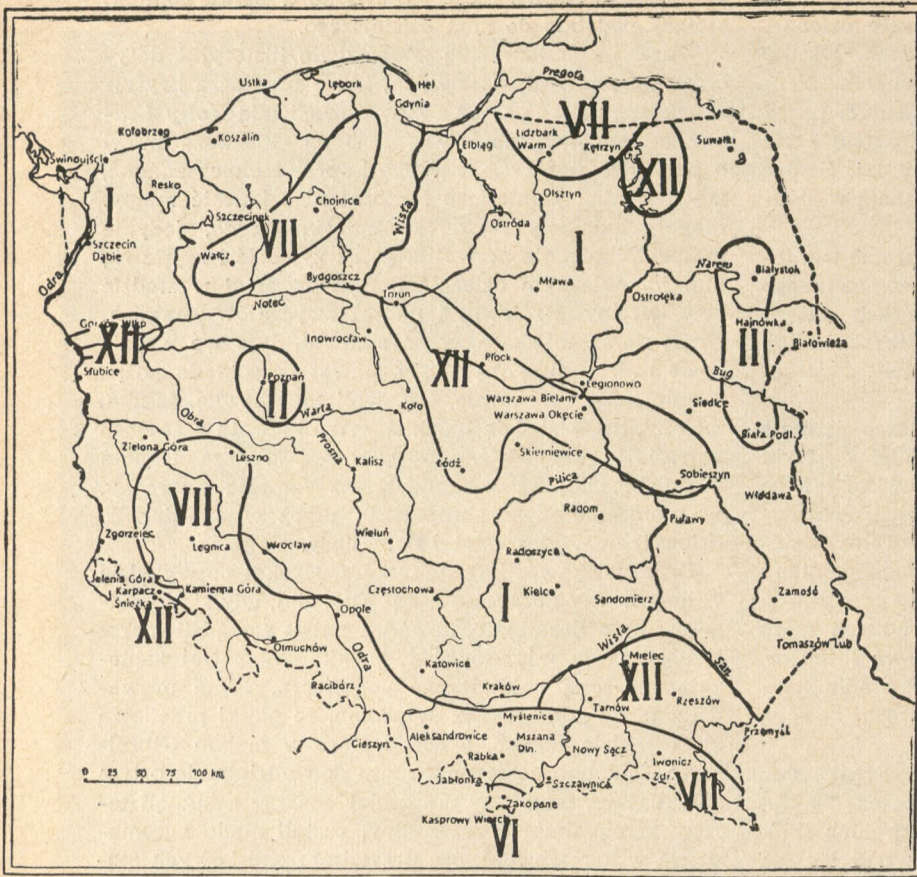 Pregoła
Ustka
Lębork
Hel
Gdynia
VII
Kołobrzeg
Koszalin
Elbląg
Lidzbark
Warm
Kętrzyn
Suwałki
Świnoujście
XII
Resko
I
Olsztyn
Szczecinek
Chojnice
Wisła
Ostróda
VII
I
Szczecin
Dąbie
Wałcz
Narew
Białystok
Odra
Bydgoszcz
Mława
Noteć
Toruń
Ostrołęka
Hajnówka
XII
Inowrocław
II
Białowieża
Płock
XII
Bug
Słubice
Poznań
Legionowo
II
Warszawa Bielany
Siedlce
Warta
Koło
Warszawa Okęcie
Obra
Biała Podl.
Zielona Góra
Prosna
Leszno
Skierniewice
Kalisz
Łódź
Pilica
Sobieszyn
Włodawa
VII
Radom
Puławy
Zgorzelec
Legnica
Wrocław
Wieluń
Radoszyce
Jelenia Góra
Karpacz
Śnieżka
Kamienna Góra
Częstochowa
I
Kielce
Sandomierz
Zamość
XII
Opole
Otmuchów
Odra
Wisła
Tomaszów Lub
Katowice
Mielec
San
XII
Racibórz
Kraków
Tarnów
Rzeszów
Cieszyn
Aleksandrowice
Myślenice
Przemyśl
Mszana
Dln.
Rabka
Nowy Sącz
Iwonicz
Zdr.
0 25 50 75 100 km
Jabłonka
Szczawnica
VII
Zakopane
Kasprowy Wierch
VI